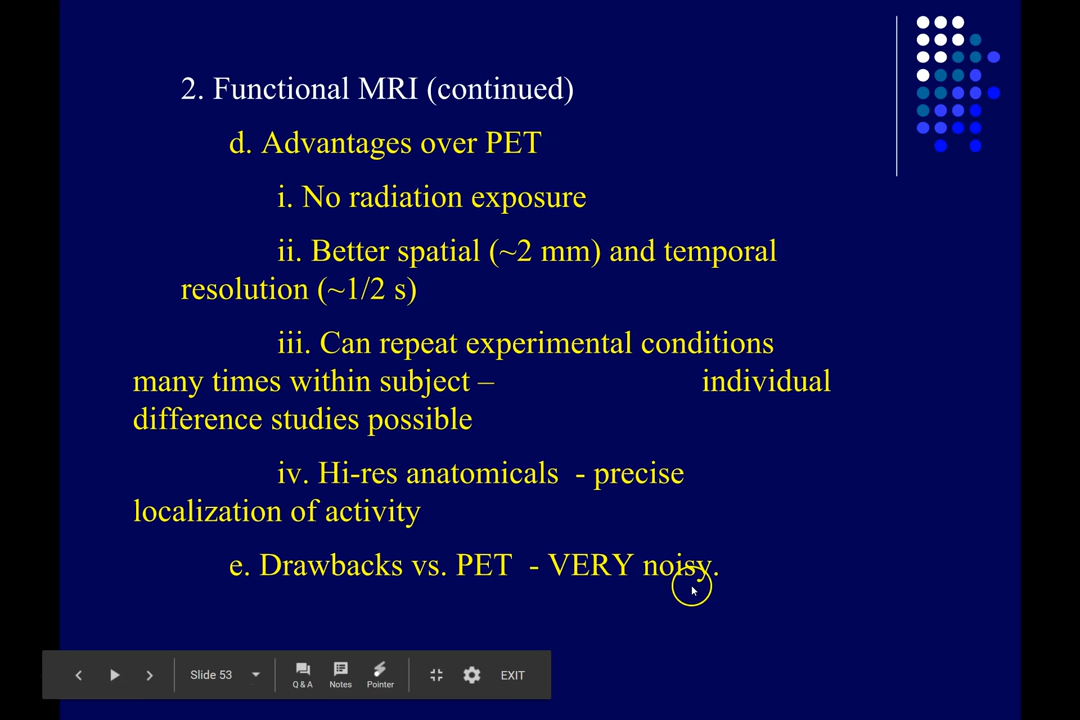 2. Functional MRI (continued)
d. Advantages over PET
i. No radiation exposure
ii. Better spatial (~2 mm) and temporal
resolution (~1/2 s)
iii. Can repeat experimental conditions
many times within subject – individual
difference studies possible
iv. Hi-res anatomicals - precise
localization of activity
e. Drawbacks vs. PET - VERY noisy.
Slide 53
Q & A
Notes
Pointer
EXIT